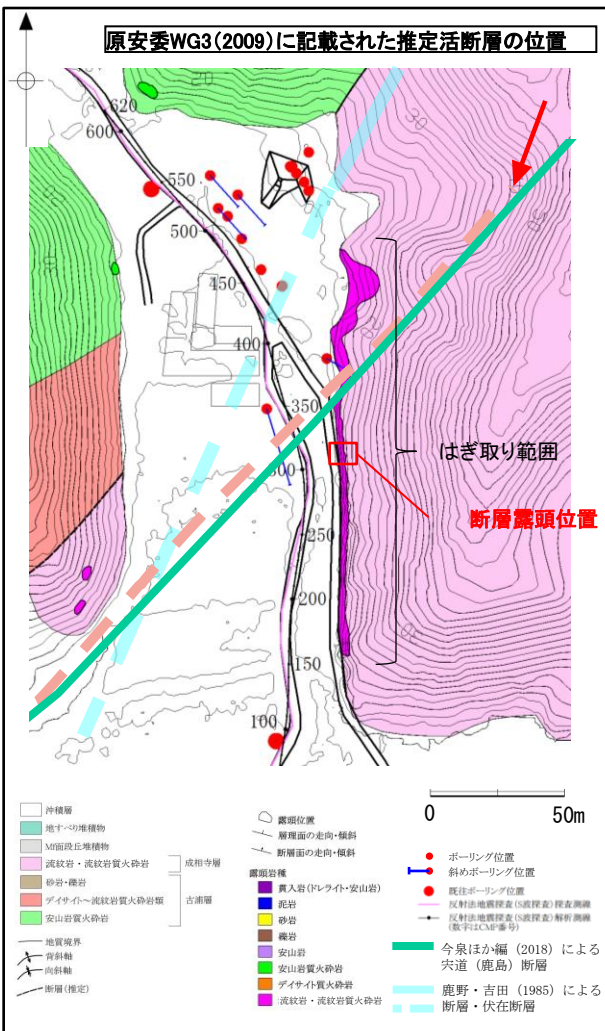 原安委WG3(2009)に記載された推定活断層の位置
620
600
550
500
450
400
350
300
250
200
150
100
はぎ取り範囲
断層露頭位置
沖積層
地すべり堆積物
Mf面段丘堆積物
流紋岩・流紋岩質火砕岩
成相寺層
砂岩・礫岩
デイサイト~流紋岩質火砕岩類
古浦層
安山岩質火砕岩
地質境界
背斜軸
向斜軸
断層(推定)
露頭位置
層理面の走向・傾斜
断層面の走向・傾斜
露頭岩種
貫入岩(ドレライト・安山岩)
泥岩
砂岩
礫岩
安山岩
安山岩質火砕岩
デイサイト質火砕岩
流紋岩・流紋岩質火砕岩
0 50m
ボーリング位置
斜めボーリング位置
既往ボーリング位置
反射法地震探査(S波探査)探査測線
反射法地震探査(S波探査)解析測線
(数字はCMP番号)
今泉ほか編(2018)による
宍道(鹿島)断層
鹿野・吉田(1985)による
断層・伏在断層